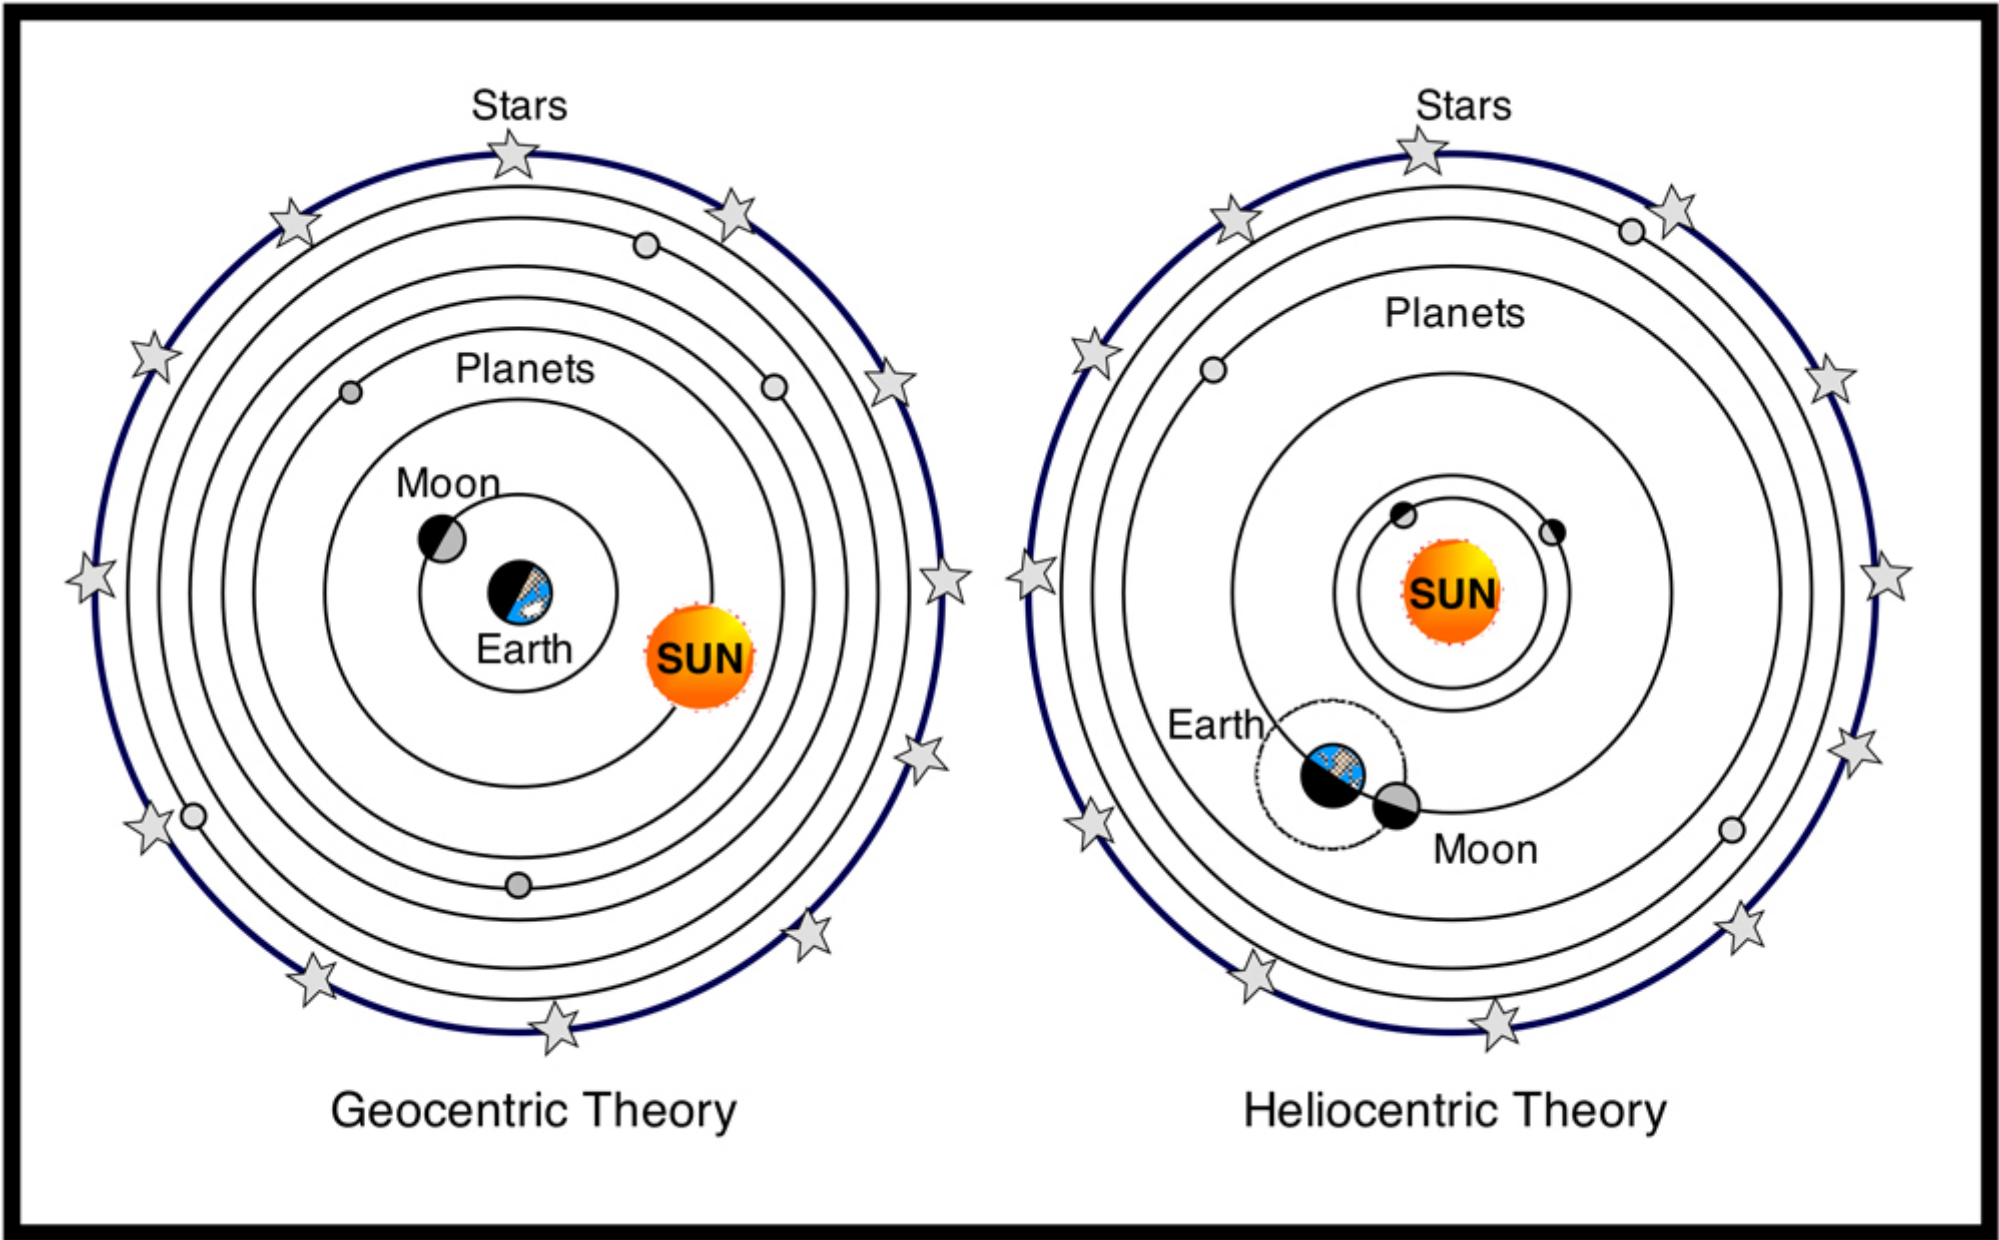 Stars
Planets
Moon
Earth
SUN
Geocentric Theory
Stars
Planets
SUN
Earth
Moon
Heliocentric Theory